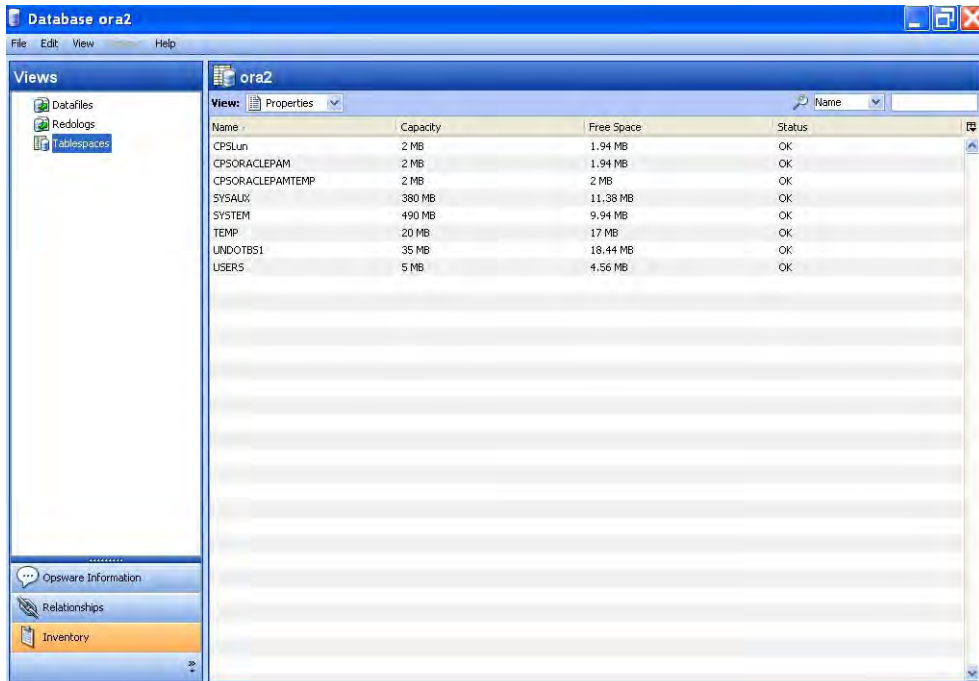 Database ora2
File Edit View Help
Views
ora2
Datafiles
Redologs
Tablespaces
View: Properties Name
Name Capacity Free Space Status
CPSLun 2 MB 1.94 MB OK
CPSORACLEPAM 2 MB 1.94 MB OK
CPSORACLEPAMTEMP 2 MB 2 MB OK
SYSAUX 380 MB 11.38 MB OK
SYSTEM 490 MB 9.94 MB OK
TEMP 20 MB 17 MB OK
UNDOTBS1 35 MB 18.44 MB OK
USERS 5 MB 4.56 MB OK
Opsware Information
Relationships
Inventory